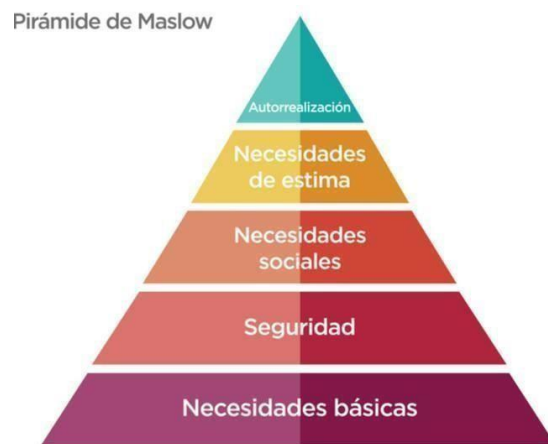 Pirámide de Maslow
Autorrealización
Necesidades
de estima
Necesidades
sociales
Seguridad
Necesidades básicas